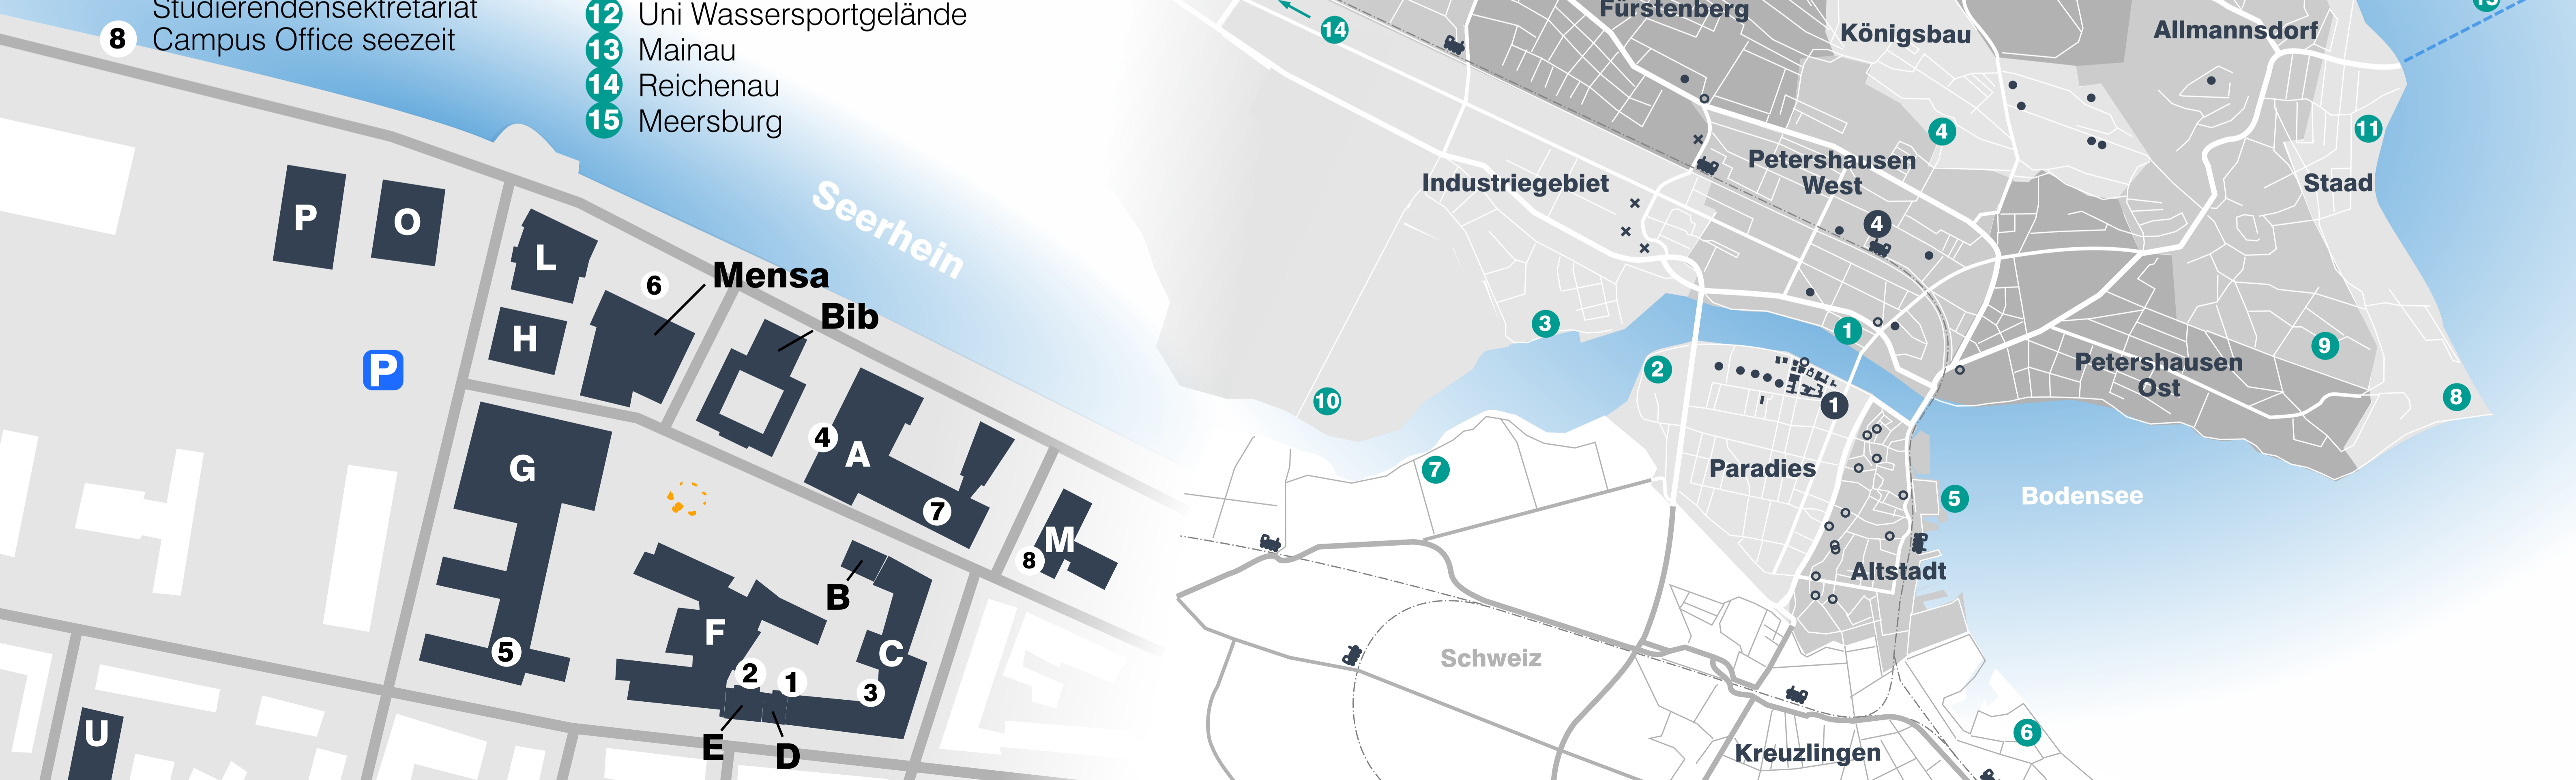 Studierendensekretariat
8 Campus Office seezeit
12 Uni Wassersportgelände
13 Mainau
14 Reichenau
15 Meersburg
Seerhein
P
O
L
H
6
Mensa
Bib
P
G
4
A
7
M
8
B
F
C
5
2
1
3
E
D
U
14
Fürstenberg
Königsbau
Allmannsdorf
15
4
11
Petershausen
West
Industriegebiet
Staad
4
3
1
2
9
Petershausen
Ost
10
1
8
7
Paradies
5
Bodensee
Altstadt
Schweiz
6
Kreuzlingen